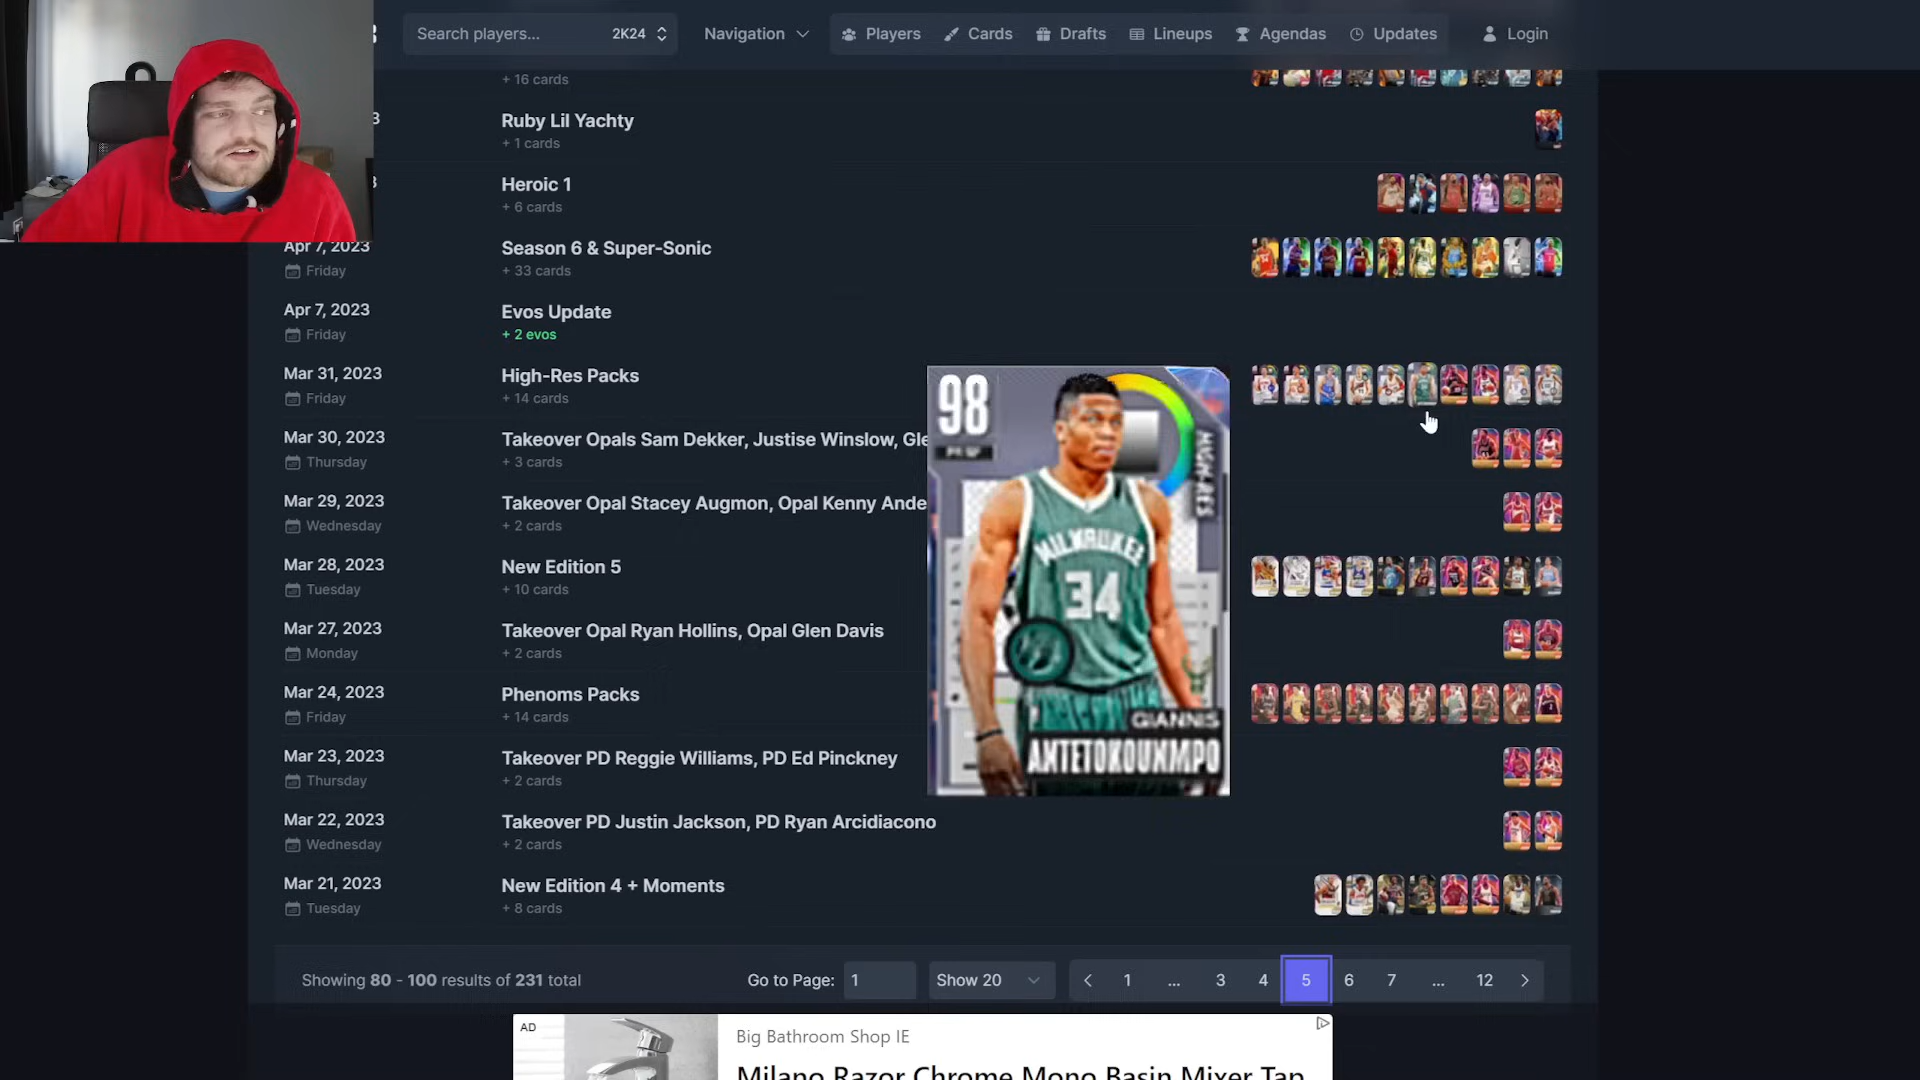 Search players... 2K24 Navigation Players Cards Drafts Lineups Agendas Updates Login
+ 16 cards
Ruby Lil Yachty
+ 1 cards
Heroic 1
+ 6 cards
Apr 7, 2023 Season 6 & Super-Sonic
Friday + 33 cards
Apr 7, 2023 Evos Update
Friday + 2 evos
Mar 31, 2023 High-Res Packs
Friday + 14 cards
Mar 30, 2023 Takeover Opals Sam Dekker, Justise Winslow, Gle
Thursday + 3 cards
Mar 29, 2023 Takeover Opal Stacey Augmon, Opal Kenny Ande
Wednesday + 2 cards
Mar 28, 2023 New Edition 5
Tuesday + 10 cards
Mar 27, 2023 Takeover Opal Ryan Hollins, Opal Glen Davis
Monday + 2 cards
Mar 24, 2023 Phenoms Packs
Friday + 14 cards
Mar 23, 2023 Takeover PD Reggie Williams, PD Ed Pinckney
Thursday + 2 cards
Mar 22, 2023 Takeover PD Justin Jackson, PD Ryan Arcidiacono
Wednesday + 2 cards
Mar 21, 2023 New Edition 4 + Moments
Tuesday + 8 cards
98
HIGH-RES
MILWAUKEE
34
GIANNIS
ANTETOKOUNMPO
Showing 80 - 100 results of 231 total Go to Page: 1 Show 20 1 ... 3 4 5 6 7 ... 12
AD
Big Bathroom Shop IE
Milano Razor Chrome Mono Basin Mixer Tap